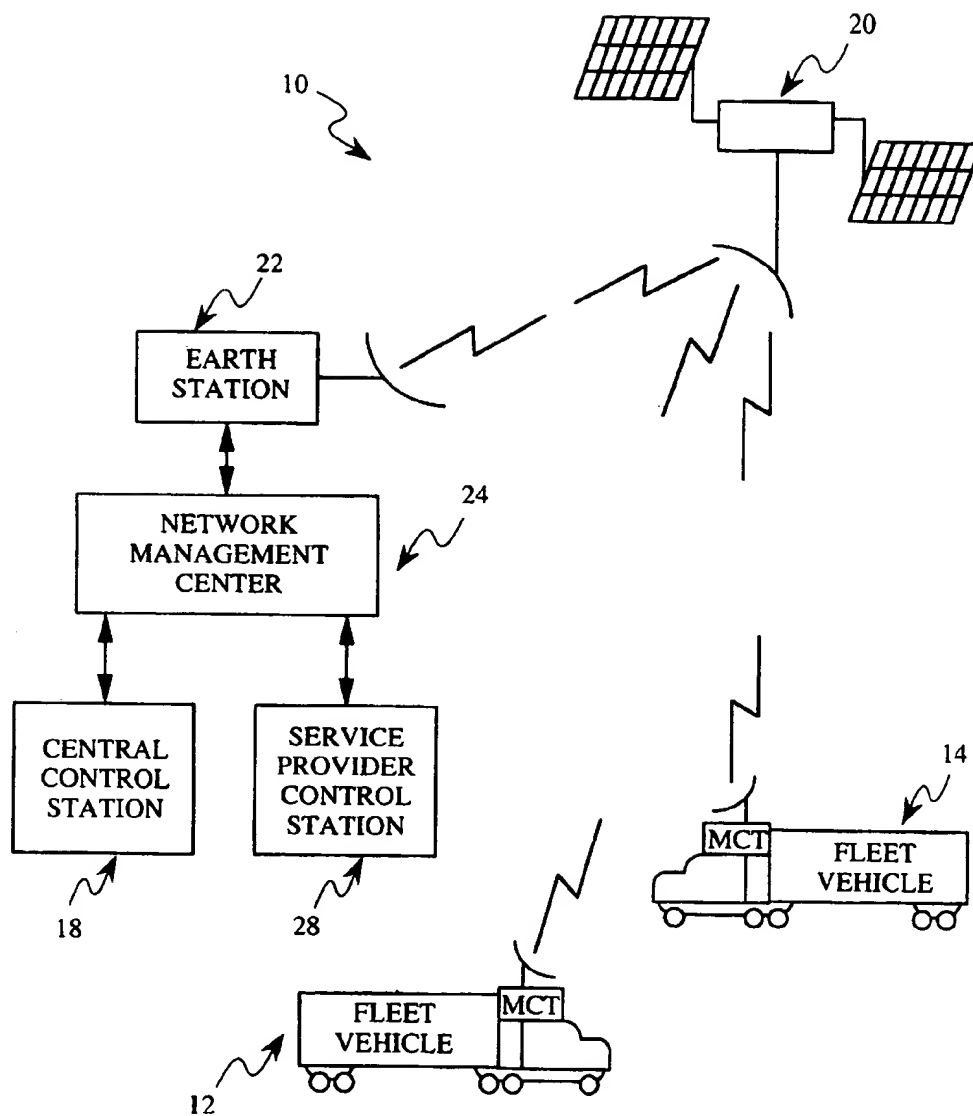 20
10
22
EARTH
STATION
24
NETWORK
MANAGEMENT
CENTER
CENTRAL
CONTROL
STATION
SERVICE
PROVIDER
CONTROL
STATION
18
28
14
MCT
FLEET
VEHICLE
MCT
FLEET
VEHICLE
12